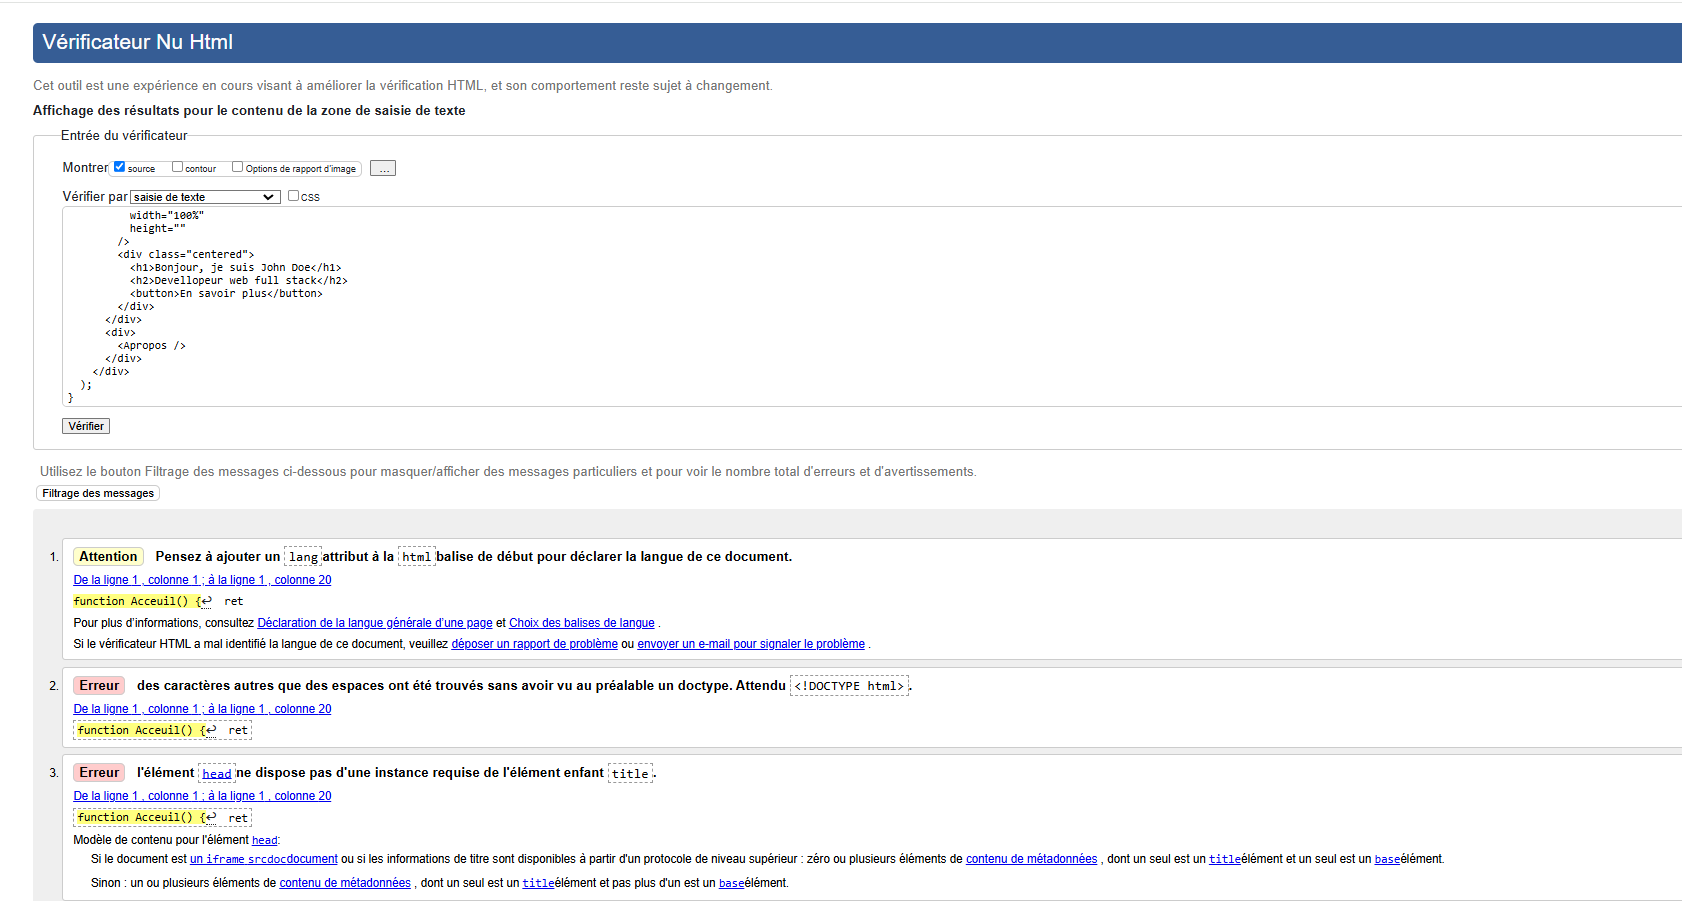 Vérificateur Nu Html
Cet outil est une expérience en cours visant à améliorer la vérification HTML, et son comportement reste sujet à changement.
Affichage des résultats pour le contenu de la zone de saisie de texte
Entrée du vérificateur
Montrer source contour Options de rapport d'image ...
Vérifier par saisie de texte CSS
width="100%"
height=""
/>
<div class="centered">
<h1>Bonjour, je suis John Doe</h1>
<h2>Devellopeur web full stack</h2>
<button>En savoir plus</button>
</div>
</div>
<div>
<Apropos />
</div>
</div>
);
}
Vérifier
Utilisez le bouton Filtrage des messages ci-dessous pour masquer/afficher des messages particuliers et pour voir le nombre total d'erreurs et d'avertissements.
Filtrage des messages
1. Attention Pensez à ajouter un lang attribut à la html balise de début pour déclarer la langue de ce document.
De la ligne 1 , colonne 1 ; à la ligne 1 , colonne 20
function Acceuil() {↩ ret
Pour plus d'informations, consultez Déclaration de la langue générale d'une page et Choix des balises de langue .
Si le vérificateur HTML a mal identifié la langue de ce document, veuillez déposer un rapport de problème ou envoyer un e-mail pour signaler le problème .
2. Erreur des caractères autres que des espaces ont été trouvés sans avoir vu au préalable un doctype. Attendu <!DOCTYPE html>.
De la ligne 1 , colonne 1 ; à la ligne 1 , colonne 20
function Acceuil() {↩ ret
3. Erreur l'élément head ne dispose pas d'une instance requise de l'élément enfant title.
De la ligne 1 , colonne 1 ; à la ligne 1 , colonne 20
function Acceuil() {↩ ret
Modèle de contenu pour l'élément head:
Si le document est un iframe srcdoc document ou si les informations de titre sont disponibles à partir d'un protocole de niveau supérieur : zéro ou plusieurs éléments de contenu de métadonnées , dont un seul est un title élément et un seul est un base élément.
Sinon : un ou plusieurs éléments de contenu de métadonnées , dont un seul est un title élément et pas plus d'un est un base élément.